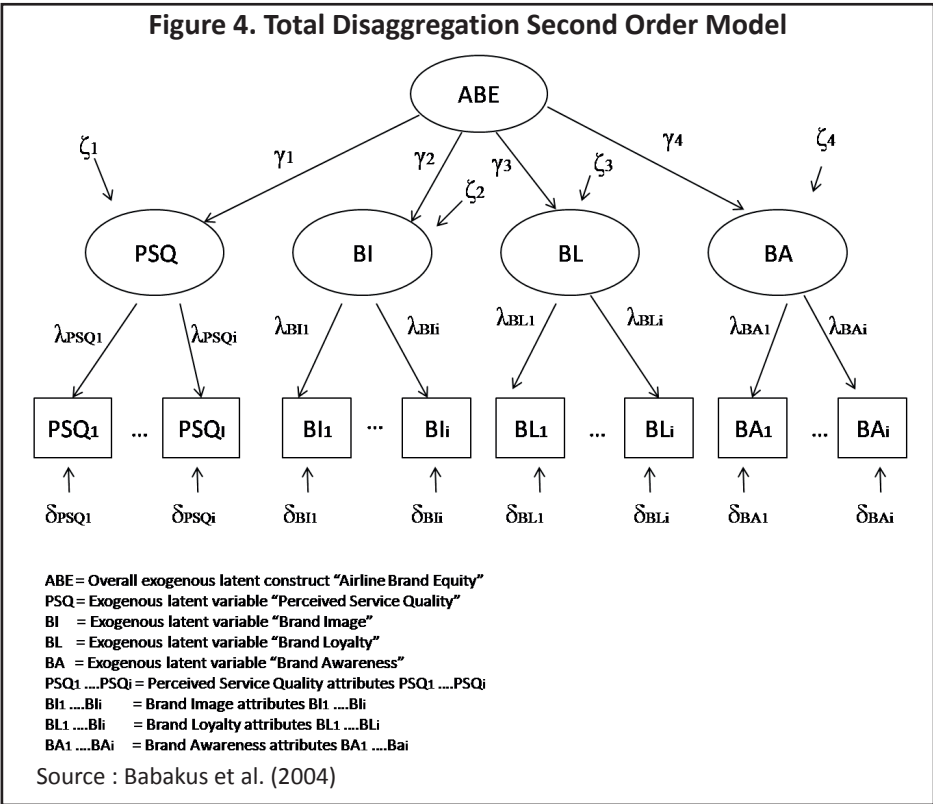 Figure 4. Total Disaggregation Second Order Model
ABE
ζ1 γ1 γ2 γ3 γ4 ζ4
ζ2 ζ3
PSQ BI BL BA
λPSQ1 λPSQi λBI1 λBIi λBL1 λBLi λBA1 λBAi
PSQ1 ... PSQI BI1 ... BIi BL1 ... BLi BA1 ... BAi
δPSQ1 δPSQi δBI1 δBIi δBL1 δBLi δBA1 δBAi
ABE = Overall exogenous latent construct “Airline Brand Equity”
PSQ = Exogenous latent variable “Perceived Service Quality”
BI = Exogenous latent variable “Brand Image”
BL = Exogenous latent variable “Brand Loyalty”
BA = Exogenous latent variable “Brand Awareness”
PSQ1 ....PSQi = Perceived Service Quality attributes PSQ1 ....PSQi
BI1 ....BIi = Brand Image attributes BI1 ....BIi
BL1 ....Bli = Brand Loyalty attributes BL1 ....BLi
BA1 ....BAi = Brand Awareness attributes BA1 ....Bai
Source : Babakus et al. (2004)